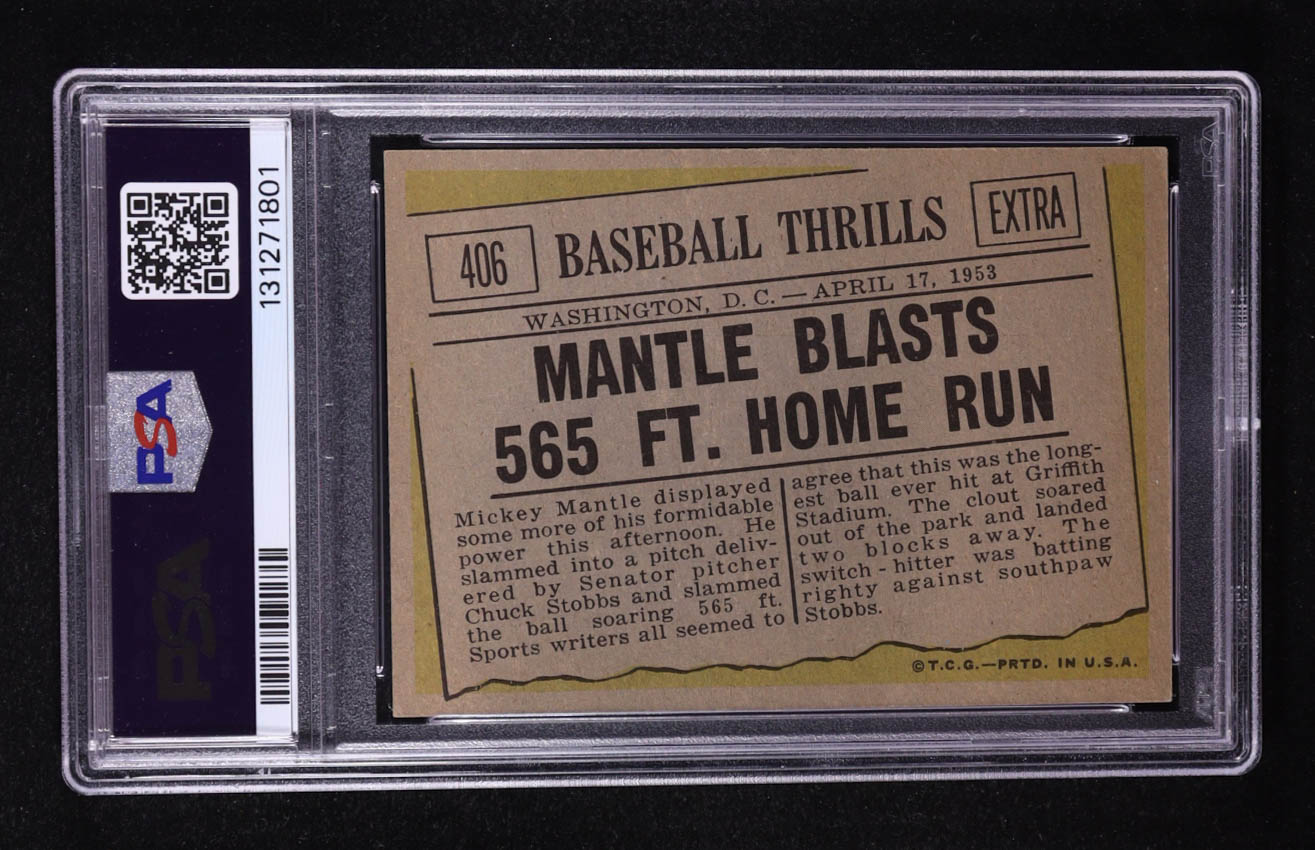 131271801
PSA
PSA
PSA
406
BASEBALL THRILLS
EXTRA
WASHINGTON, D. C. — APRIL 17, 1953
MANTLE BLASTS
565 FT. HOME RUN
Mickey Mantle displayed
some more of his formidable
power this afternoon. He
slammed into a pitch deliv-
ered by Senator pitcher
Chuck Stobbs and slammed
the ball soaring 565 ft.
Sports writers all seemed to
agree that this was the long-
est ball ever hit at Griffith
Stadium. The clout soared
out of the park and landed
two blocks away. The
switch - hitter was batting
righty against southpaw
Stobbs.
©T.C.G.—PRTD. IN U.S.A.